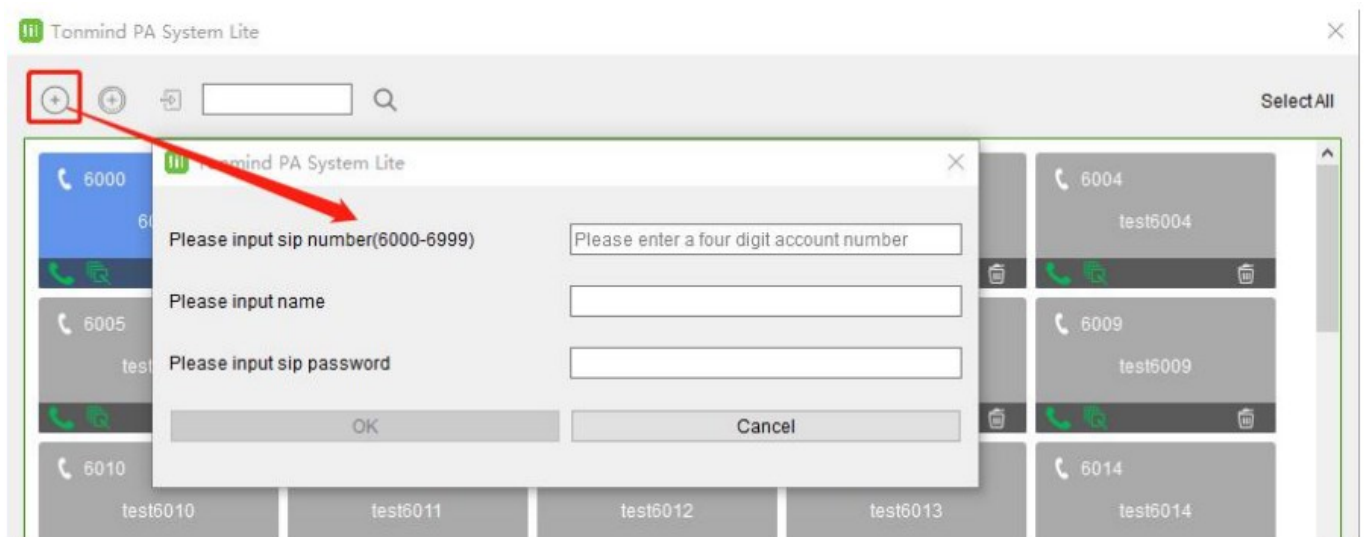 Tonmind PA System Lite
Select All
Tonmind PA System Lite
6000
6004
test6004
Please input sip number(6000-6999)
Please enter a four digit account number
Please input name
6005
6009
test
Please input sip password
test6009
OK
Cancel
6010
6014
test6010
test6011
test6012
test6013
test6014